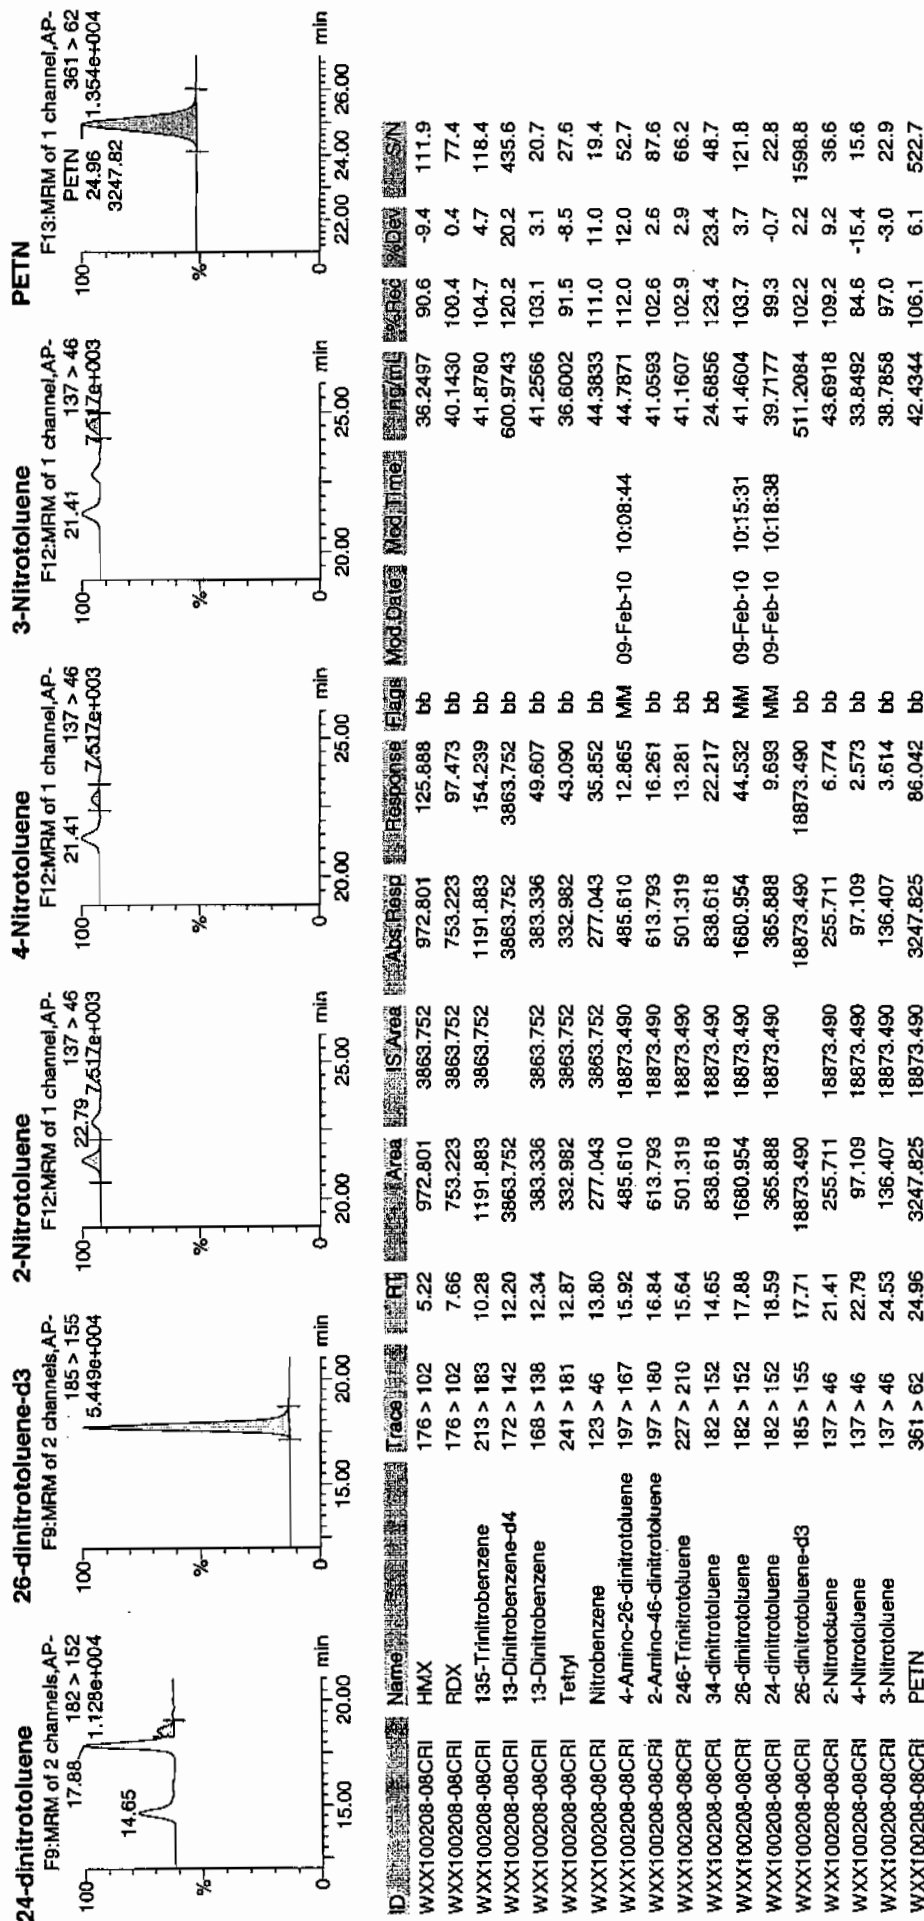 24-dinitrotoluene
F9:MRM of 2 channels,AP-
182 > 152
1.128e+004
17.88
14.65
100
%
0
15.00
20.00
min
26-dinitrotoluene-d3
F9:MRM of 2 channels,AP-
185 > 155
5.449e+004
100
%
0
15.00
20.00
min
2-Nitrotoluene
F12:MRM of 1 channel,AP-
137 > 46
7.517e+003
22.79
100
%
0
20.00
25.00
min
4-Nitrotoluene
F12:MRM of 1 channel,AP-
137 > 46
7.517e+003
21.41
100
%
0
20.00
25.00
min
3-Nitrotoluene
F12:MRM of 1 channel,AP-
137 > 46
7.517e+003
21.41
100
%
0
20.00
25.00
min
PETN
F13:MRM of 1 channel,AP-
361 > 62
1.354e+004
PETN
24.96
3247.82
100
%
0
22.00
24.00
26.00
min
ID Name Trace RT Area IS Area Abs.Resp Response Flags Mod.Date Mod.Time ng/mL %Rec %Dev S/N
WXX100208-08CRI HMX 176 > 102 5.22 972.801 3863.752 972.801 125.888 bb 36.2497 90.6 -9.4 111.9
WXX100208-08CRI RDX 176 > 102 7.66 753.223 3863.752 753.223 97.473 bb 40.1430 100.4 0.4 77.4
WXX100208-08CRI 135-Trinitrobenzene 213 > 183 10.28 1191.883 3863.752 1191.883 154.239 bb 41.8780 104.7 4.7 118.4
WXX100208-08CRI 13-Dinitrobenzene-d4 172 > 142 12.20 3863.752 3863.752 3863.752 bb 600.9743 120.2 20.2 435.6
WXX100208-08CRI 13-Dinitrobenzene 168 > 138 12.34 383.336 3863.752 383.336 49.607 bb 41.2566 103.1 3.1 20.7
WXX100208-08CRI Tetryl 241 > 181 12.87 332.982 3863.752 332.982 43.090 bb 36.6002 91.5 -8.5 27.6
WXX100208-08CRI Nitrobenzene 123 > 46 13.80 277.043 3863.752 277.043 35.852 bb 44.3833 111.0 11.0 19.4
WXX100208-08CRI 4-Amino-26-dinitrotoluene 197 > 167 15.92 485.610 18873.490 485.610 12.865 MM 09-Feb-10 10:08:44 44.7871 112.0 12.0 52.7
WXX100208-08CRI 2-Amino-46-dinitrotoluene 197 > 180 16.84 613.793 18873.490 613.793 16.261 bb 41.0593 102.6 2.6 87.6
WXX100208-08CRI 246-Trinitrotoluene 227 > 210 15.64 501.319 18873.490 501.319 13.281 bb 41.1607 102.9 2.9 66.2
WXX100208-08CRI 34-dinitrotoluene 182 > 152 14.65 838.618 18873.490 838.618 22.217 bb 24.6856 123.4 23.4 48.7
WXX100208-08CRI 26-dinitrotoluene 182 > 152 17.88 1680.954 18873.490 1680.954 44.532 MM 09-Feb-10 10:15:31 41.4604 103.7 3.7 121.8
WXX100208-08CRI 24-dinitrotoluene 182 > 152 18.59 365.888 18873.490 365.888 9.693 MM 09-Feb-10 10:18:38 39.7177 99.3 -0.7 22.8
WXX100208-08CRI 26-dinitrotoluene-d3 185 > 155 17.71 18873.490 18873.490 18873.490 bb 511.2084 102.2 2.2 1598.8
WXX100208-08CRI 2-Nitrotoluene 137 > 46 21.41 255.711 18873.490 255.711 6.774 bb 43.6918 109.2 9.2 36.6
WXX100208-08CRI 4-Nitrotoluene 137 > 46 22.79 97.109 18873.490 97.109 2.573 bb 33.8492 84.6 -15.4 15.6
WXX100208-08CRI 3-Nitrotoluene 137 > 46 24.53 136.407 18873.490 136.407 3.614 bb 38.7858 97.0 -3.0 22.9
WXX100208-08CRI PETN 361 > 62 24.96 3247.825 18873.490 3247.825 86.042 bb 42.4344 106.1 6.1 522.7